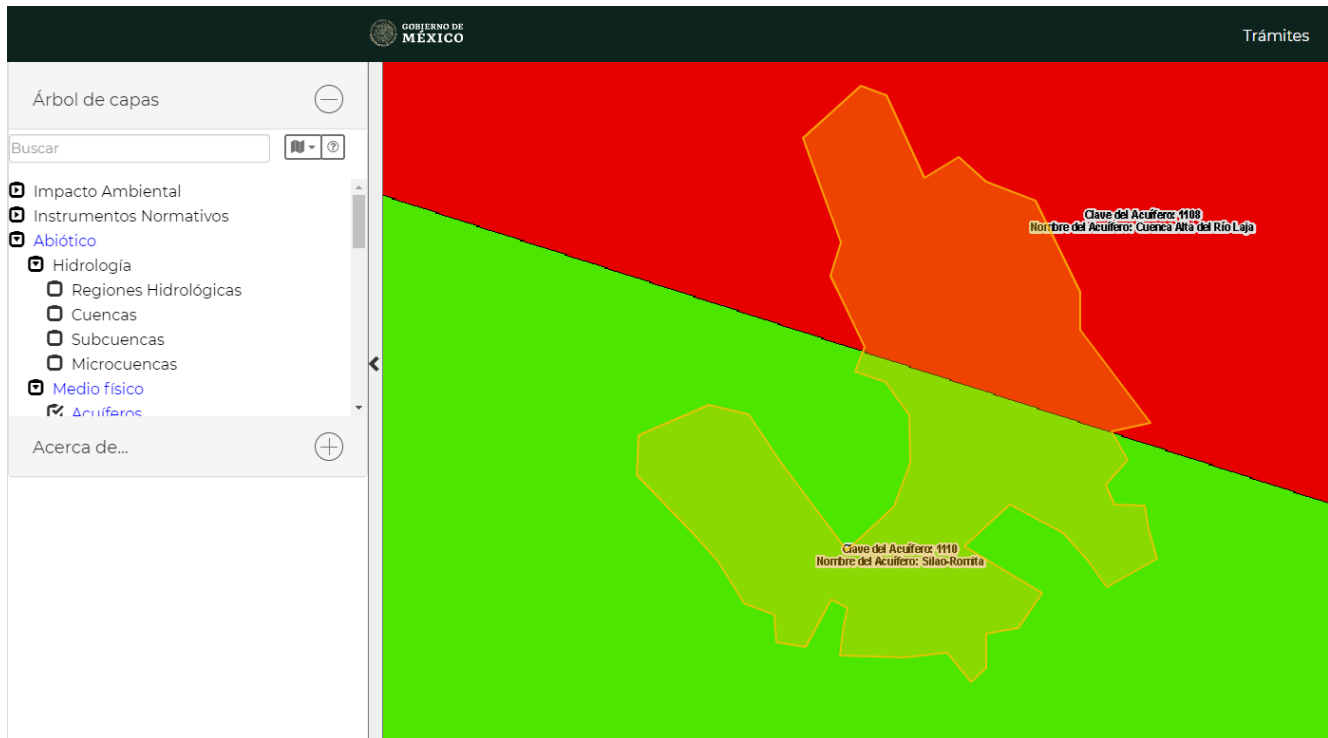 GOBIERNO DE
MÉXICO
Trámites
Árbol de capas
Buscar
Impacto Ambiental
Instrumentos Normativos
Abiótico
Hidrología
Regiones Hidrológicas
Cuencas
Subcuencas
Microcuencas
Medio físico
Acuíferos
Acerca de...
Clave del Acuífero: 1108
Nombre del Acuífero: Cuenca Alta del Río Laja
Clave del Acuífero: 1110
Nombre del Acuífero: Silao-Romita